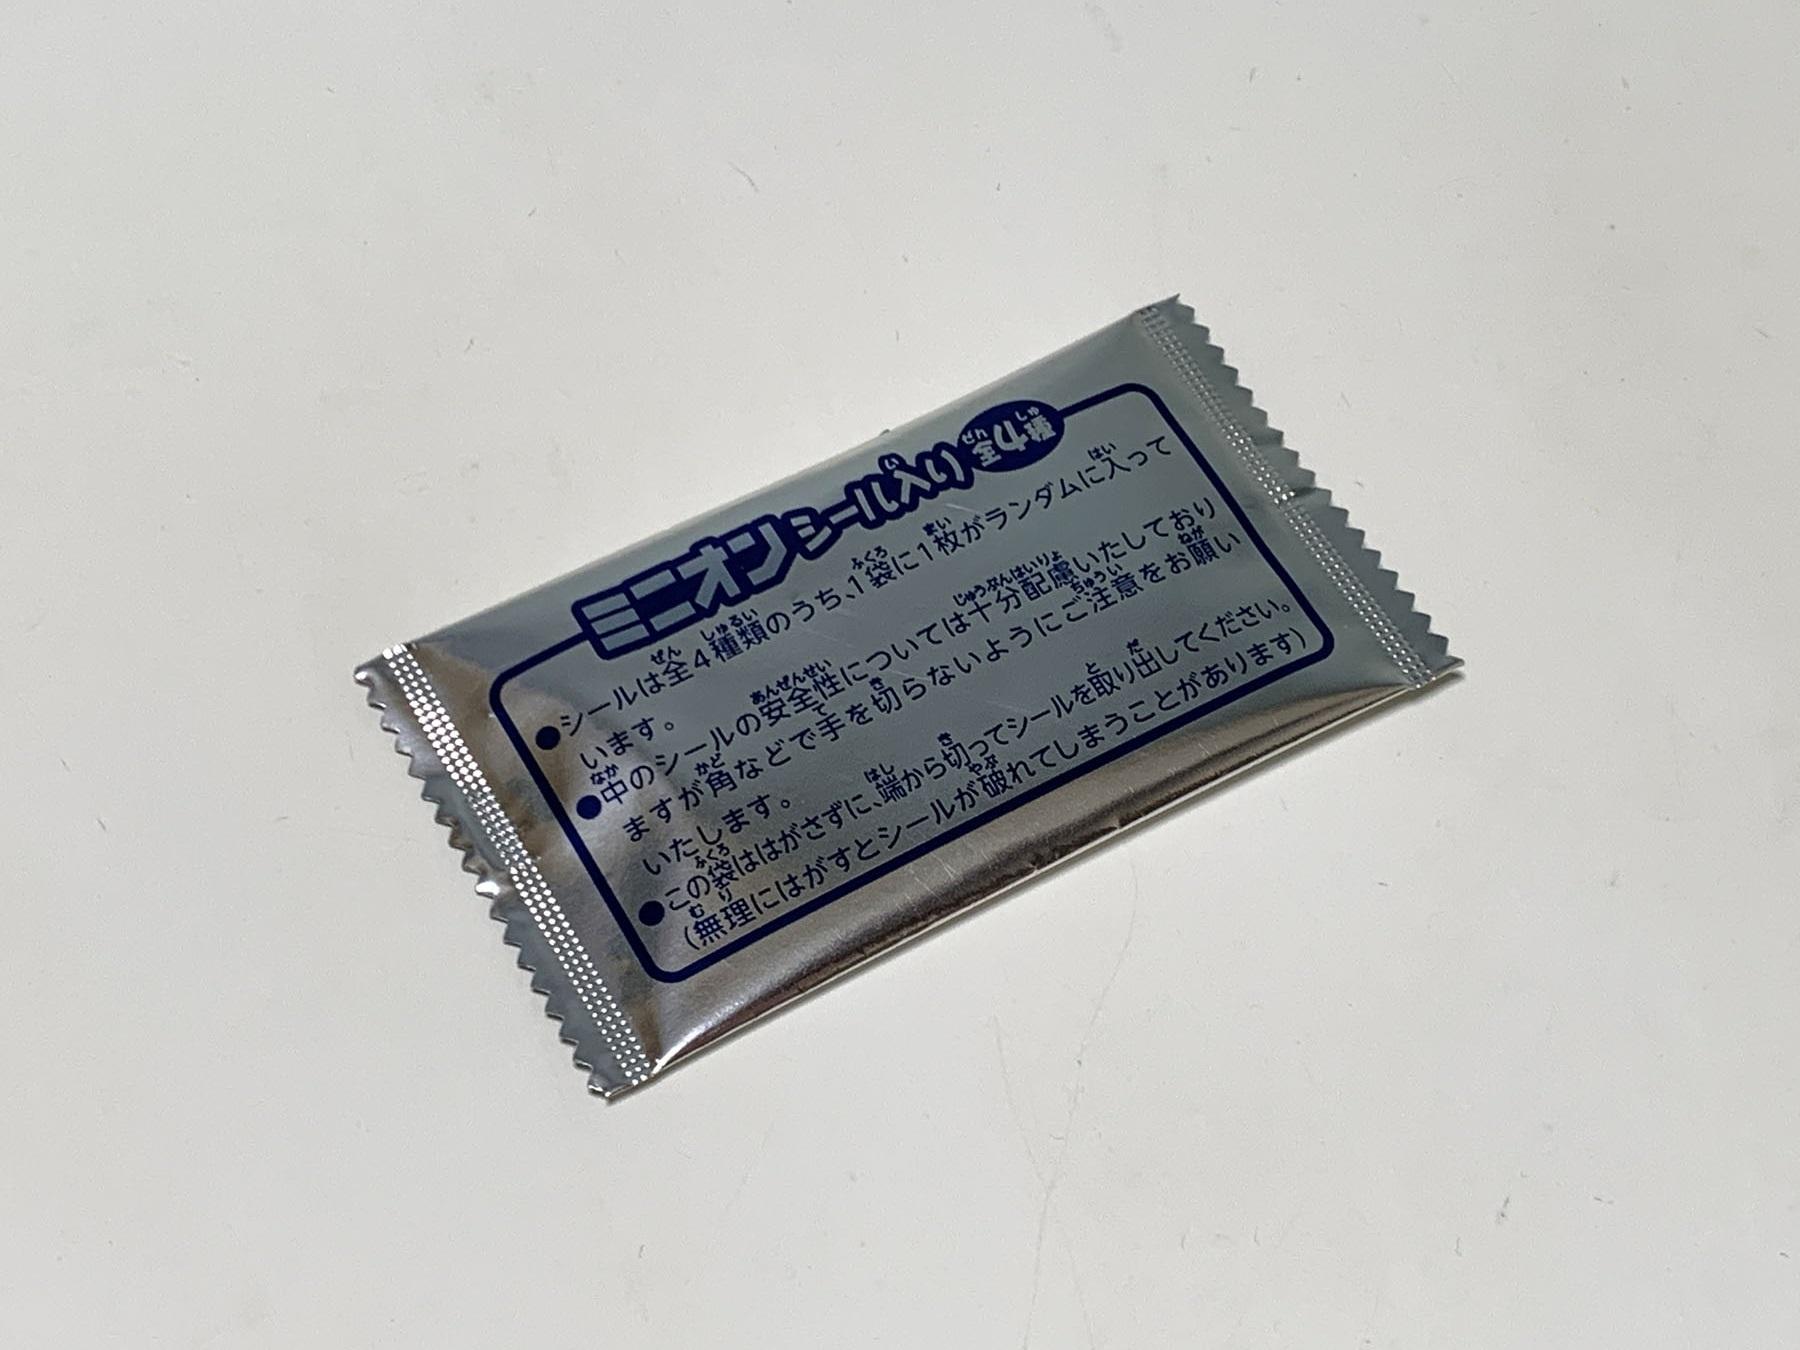 ミニオンシール入り
シールは全4種類のうち、1袋に1枚がランダムに入って
います。
中のシールの安全性については十分配慮いたしており
ますが角などで手を切らないようにご注意をお願い
いたします。
この袋ははがさずに、端から切ってシールを取り出してください。
(無理にはがすとシールが破れてしまうことがあります)